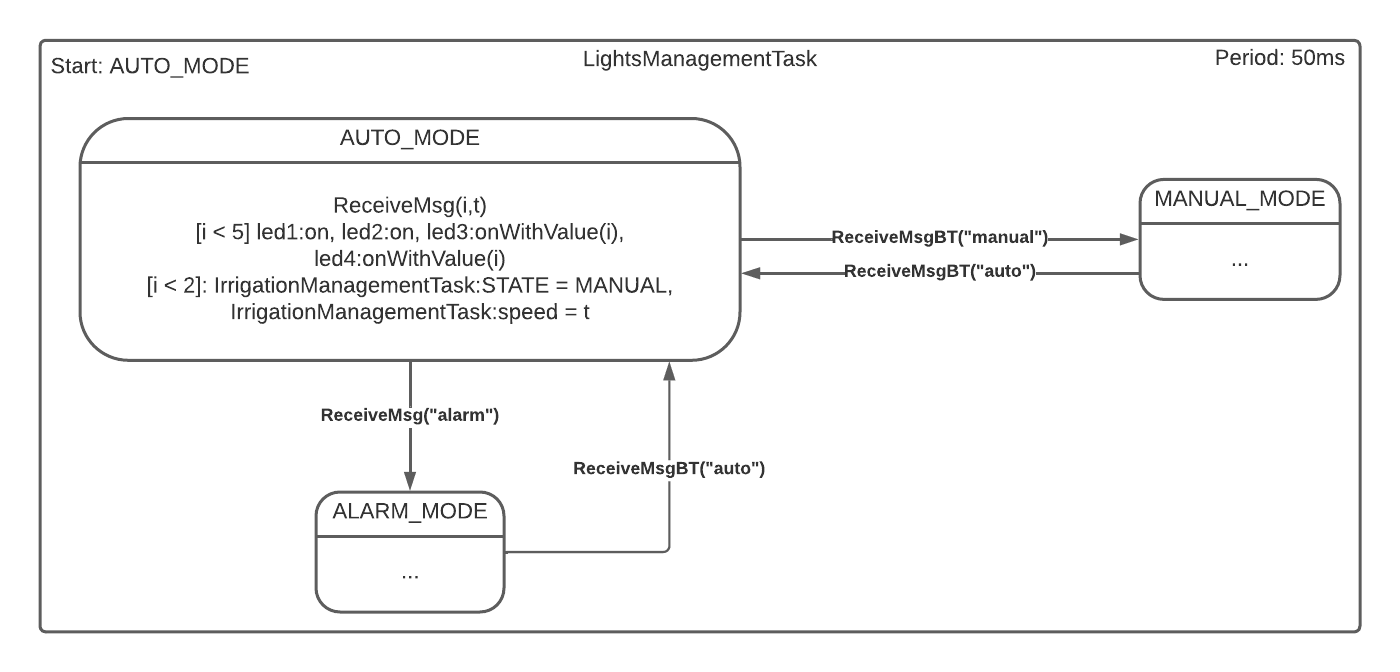 Start: AUTO_MODE
LightsManagementTask
Period: 50ms
AUTO_MODE
ReceiveMsg(i,t)
[i < 5] led1:on, led2:on, led3:onWithValue(i),
led4:onWithValue(i)
[i < 2]: IrrigationManagementTask:STATE = MANUAL,
IrrigationManagementTask:speed = t
MANUAL_MODE
...
ReceiveMsgBT("manual")
ReceiveMsgBT("auto")
ReceiveMsg("alarm")
ReceiveMsgBT("auto")
ALARM_MODE
...